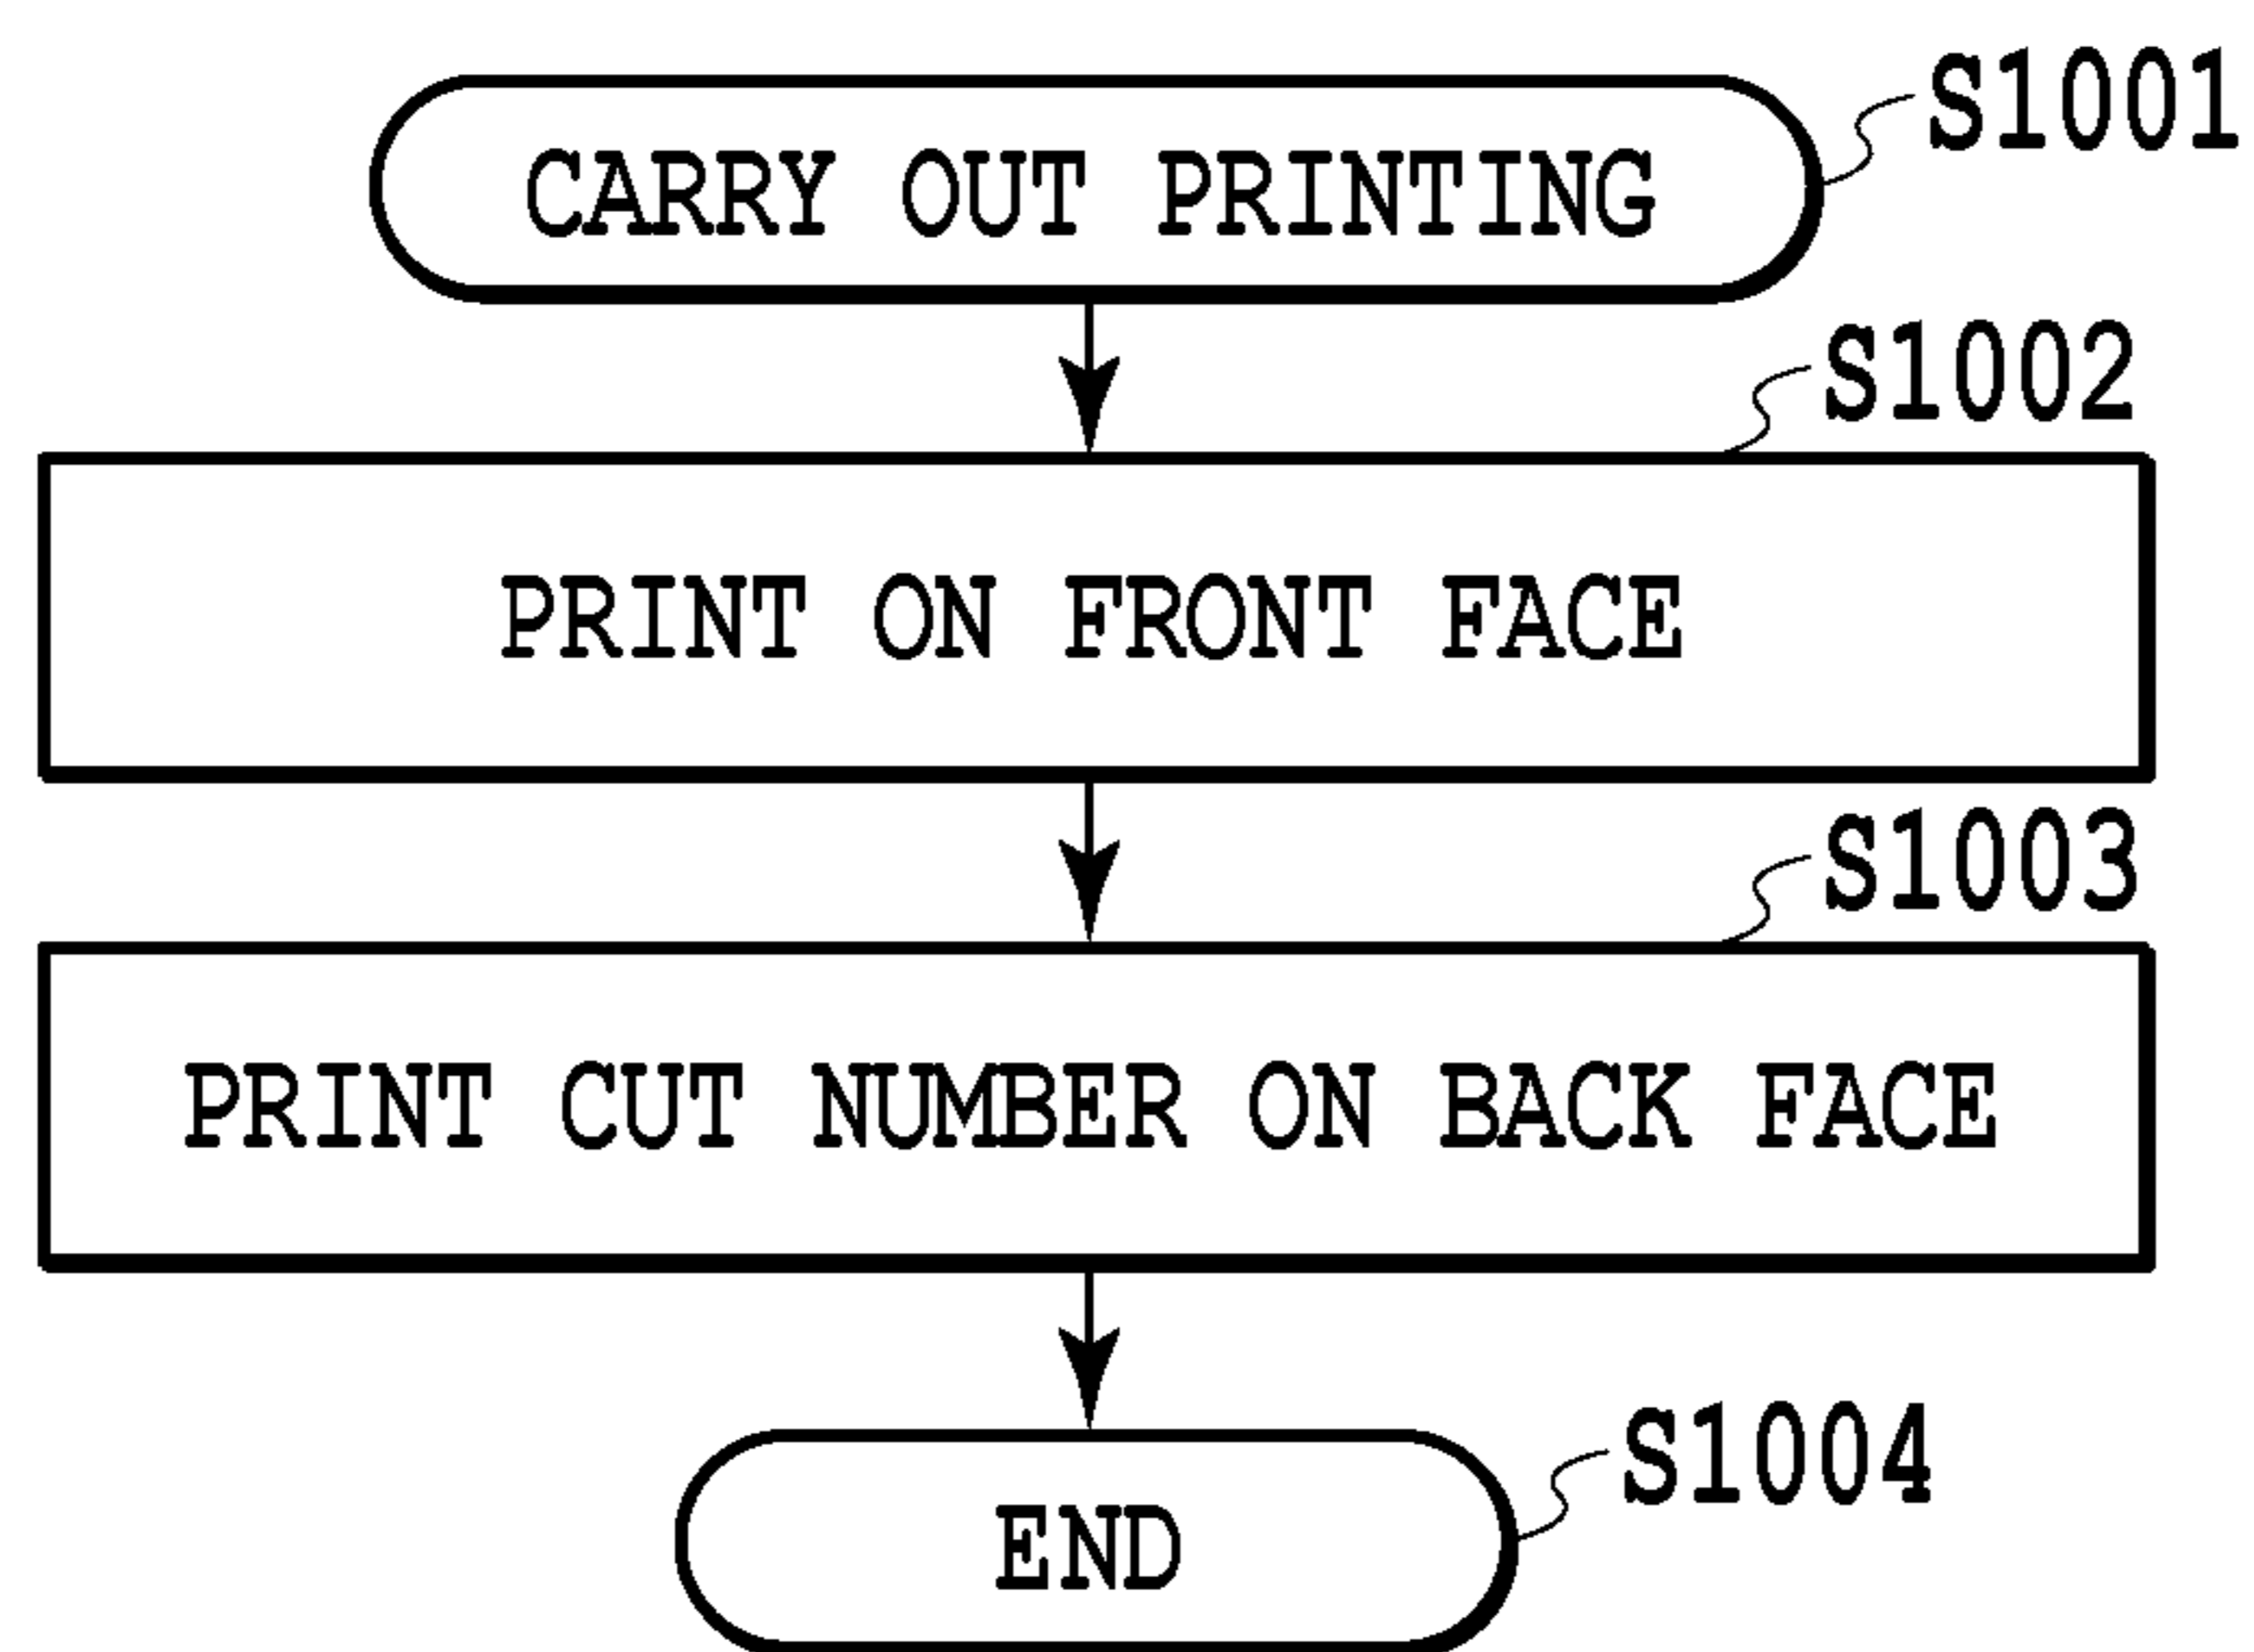 S1001
CARRY OUT PRINTING
S1002
PRINT ON FRONT FACE
S1003
PRINT CUT NUMBER ON BACK FACE
S1004
END